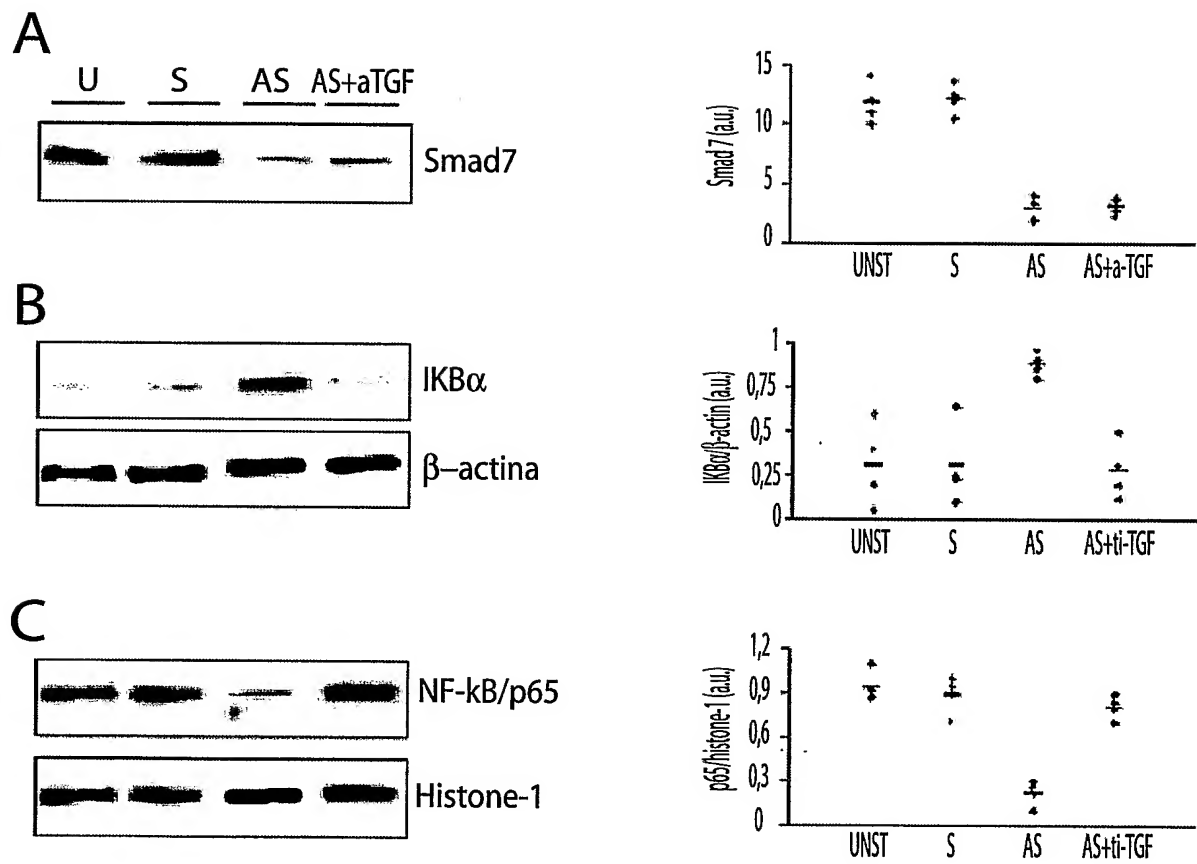 A
U S AS AS+aTGF
Smad7
Smad 7 (a.u.)
15
10
5
0
UNST S AS AS+a-TGF
B
IKBα
β–actina
IKBα/β-actin (a.u.)
1
0,75
0,5
0,25
0
UNST S AS AS+ti-TGF
C
NF-kB/p65
Histone-1
p65/histone-1 (a.u.)
1,2
0,9
0,6
0,3
0
UNST S AS AS+ti-TGF